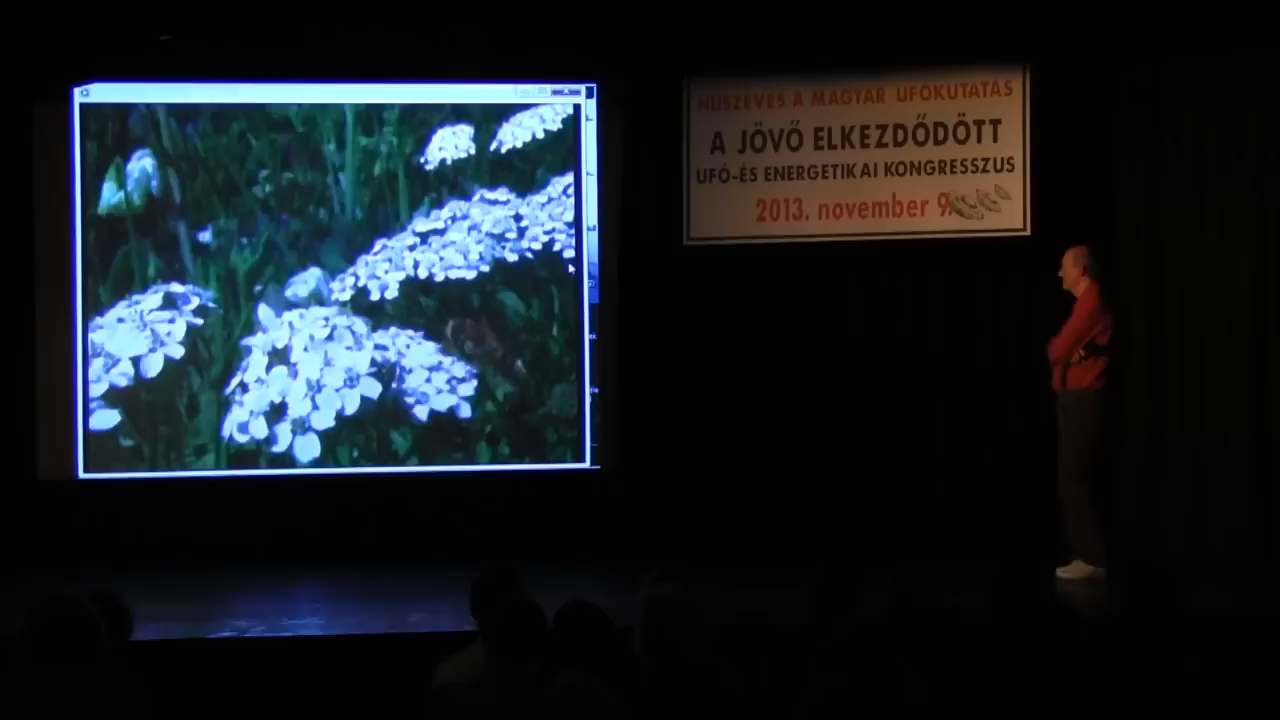 HUSZÉVES A MAGYAR UFÓKUTATÁS
A JÖVŐ ELKEZDŐDÖTT
UFÓ-ÉS ENERGETIKAI KONGRESSZUS
2013. november 9.